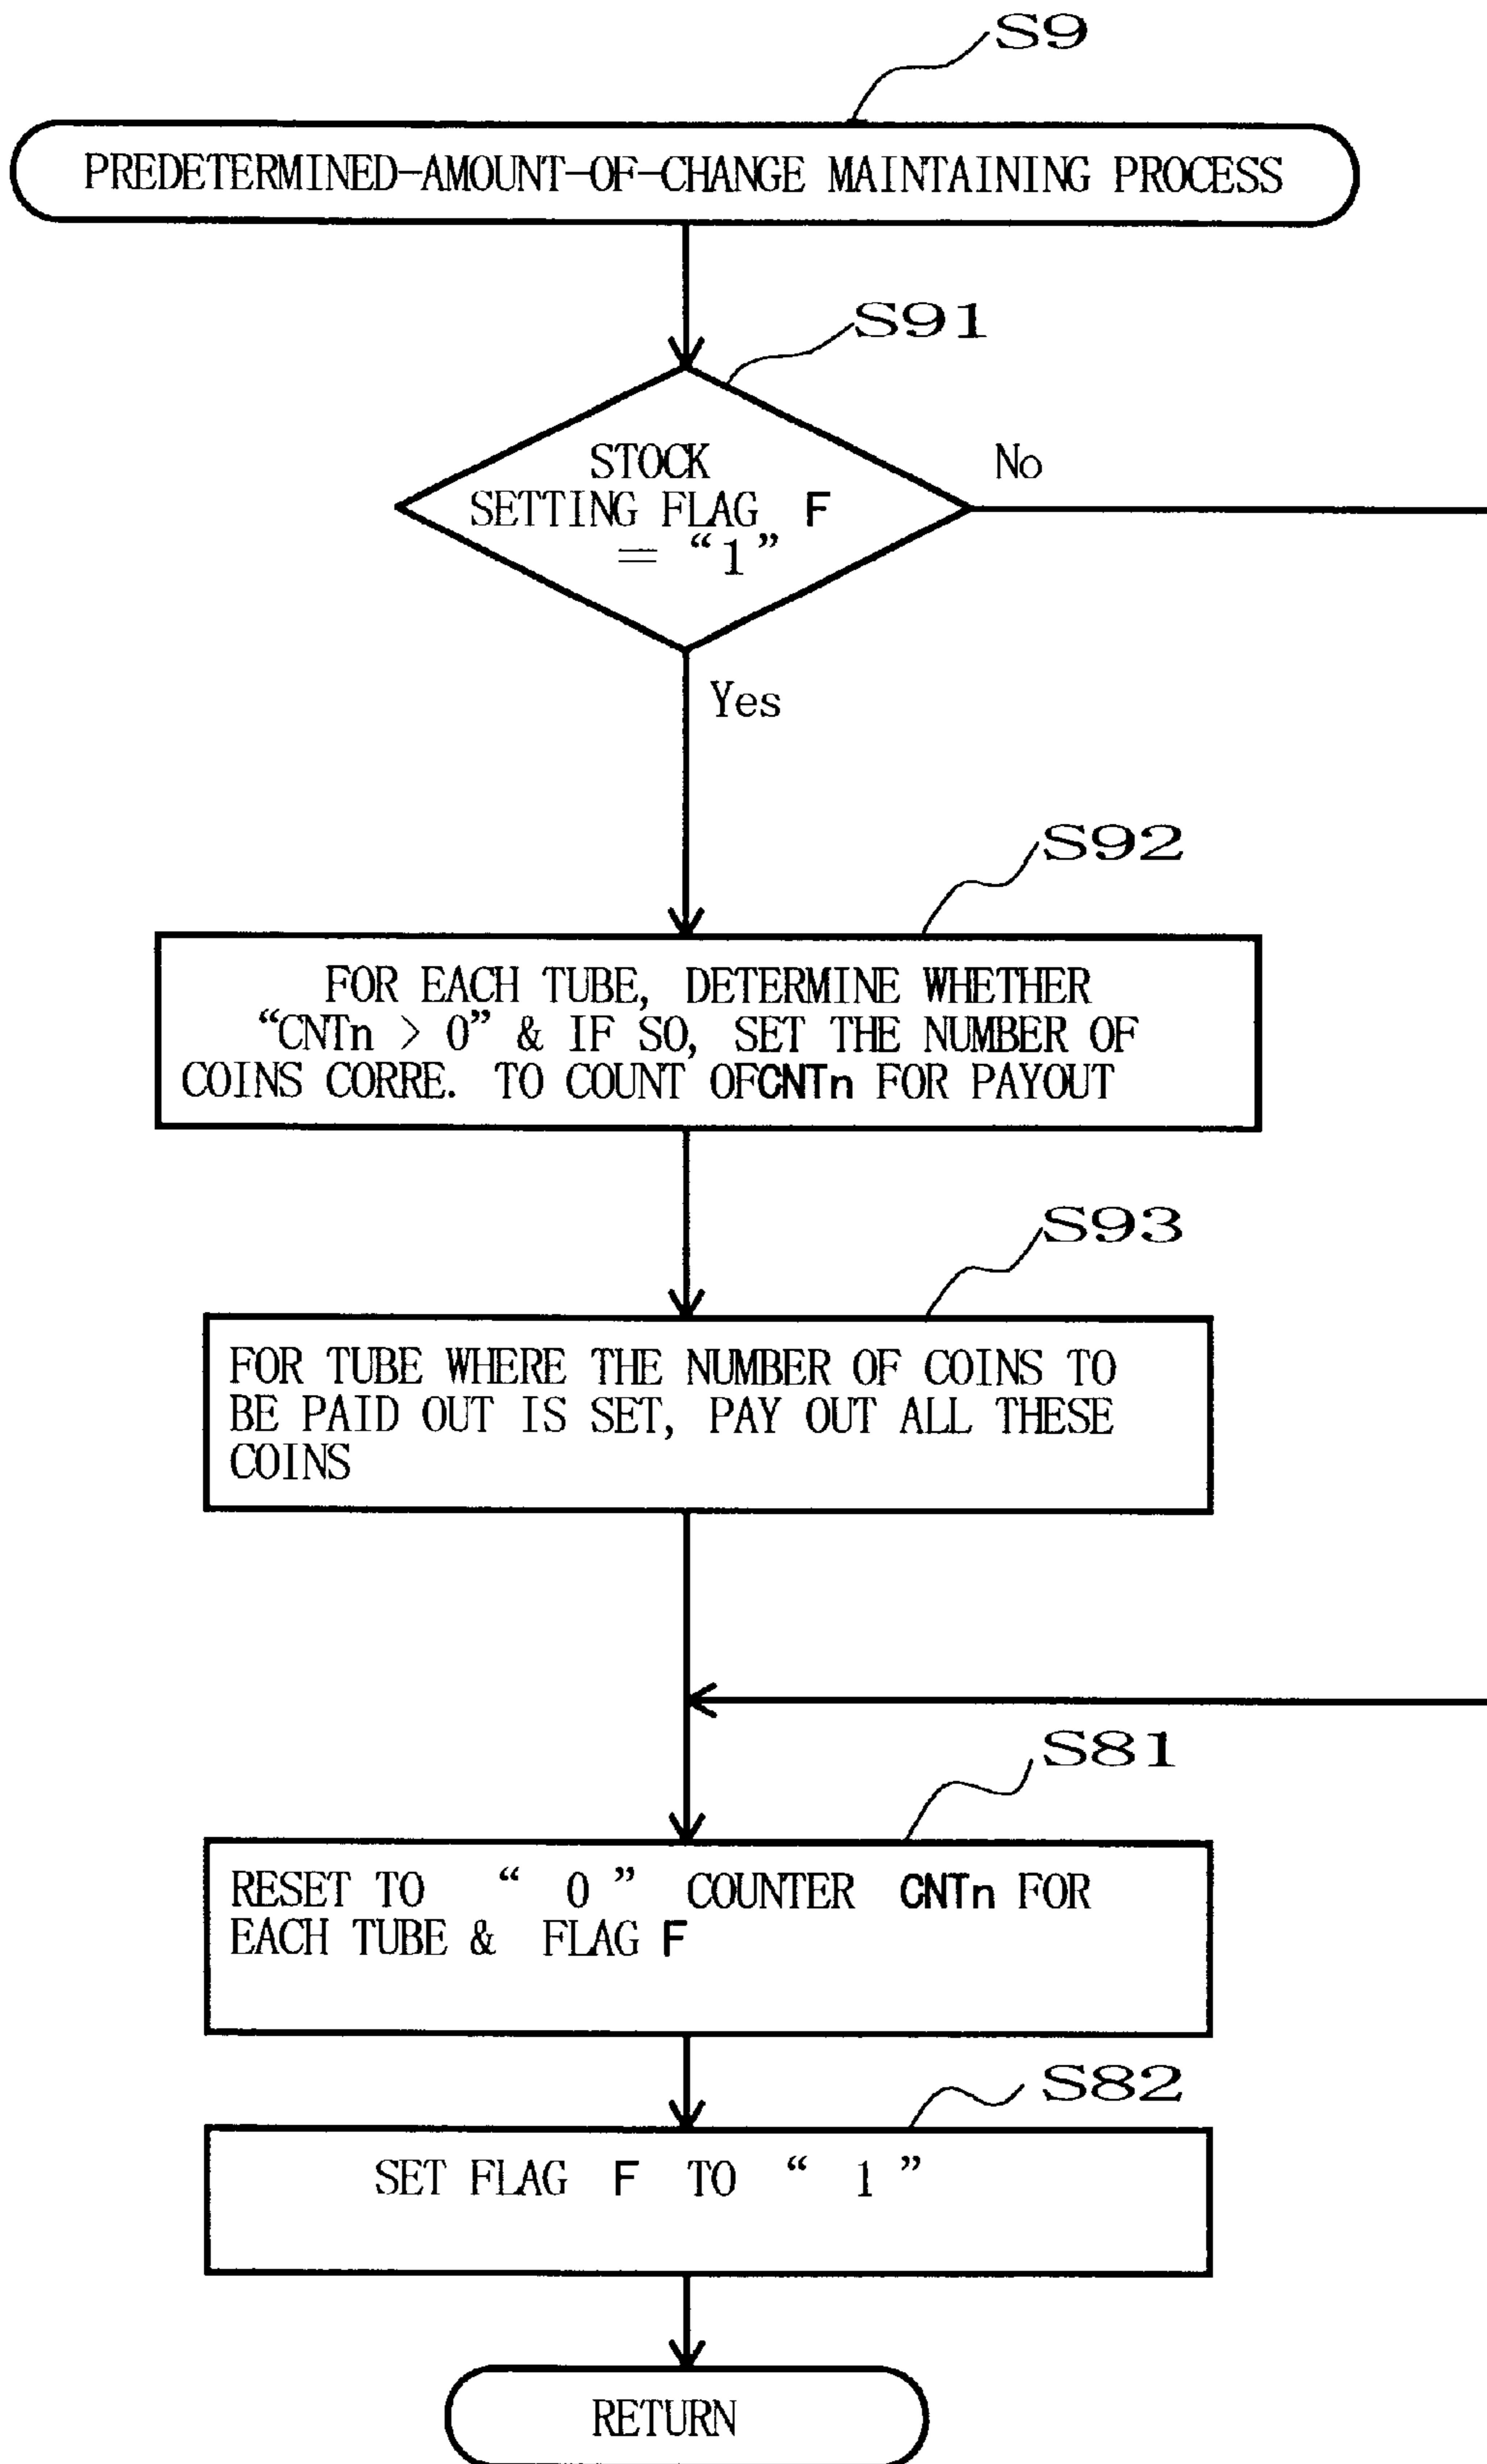 S9
PREDETERMINED-AMOUNT-OF-CHANGE MAINTAINING PROCESS
S91
STOCK
SETTING FLAG F
= “1”
No
Yes
S92
FOR EACH TUBE, DETERMINE WHETHER
“CNTn > 0” & IF SO, SET THE NUMBER OF
COINS CORRE. TO COUNT OFCNTn FOR PAYOUT
S93
FOR TUBE WHERE THE NUMBER OF COINS TO
BE PAID OUT IS SET, PAY OUT ALL THESE
COINS
S81
RESET TO “ 0 ” COUNTER CNTn FOR
EACH TUBE & FLAG F
S82
SET FLAG F TO “ 1 ”
RETURN